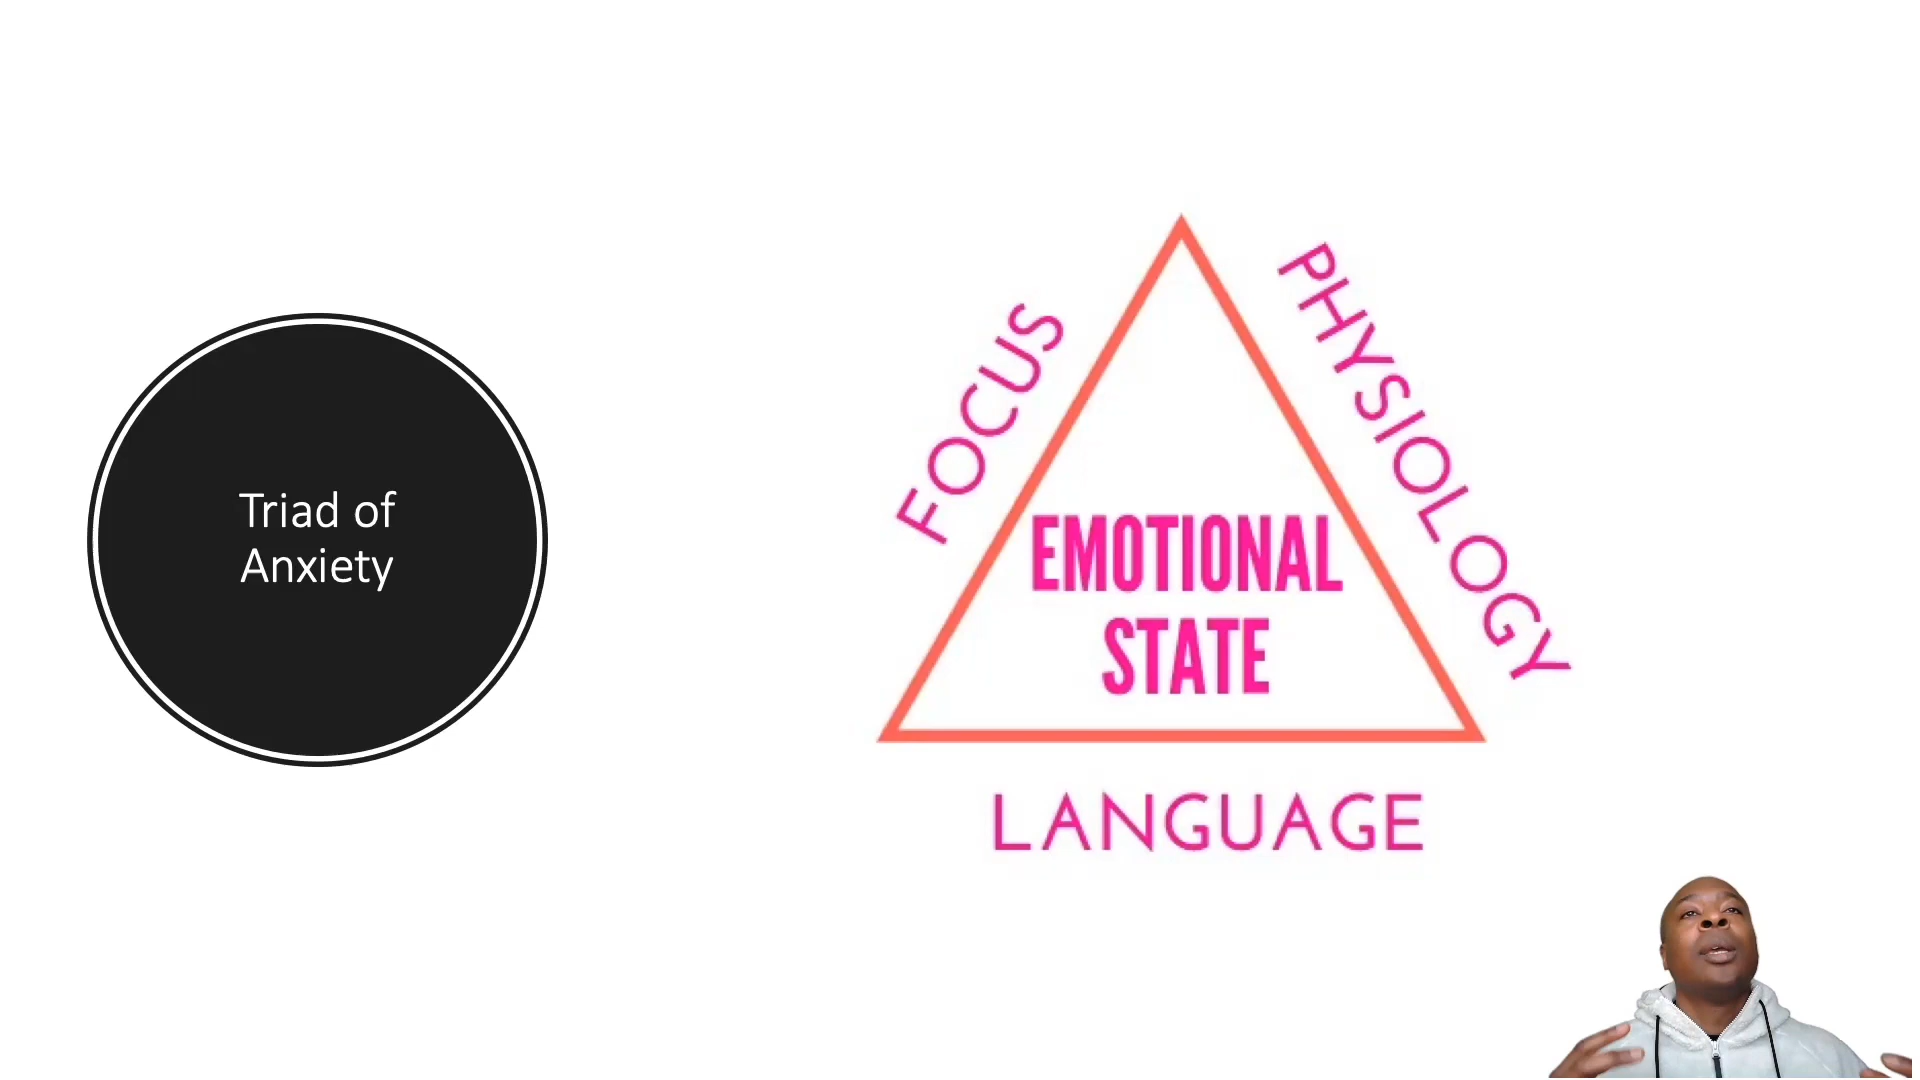 Triad of
Anxiety
FOCUS
PHYSIOLOGY
EMOTIONAL
STATE
LANGUAGE